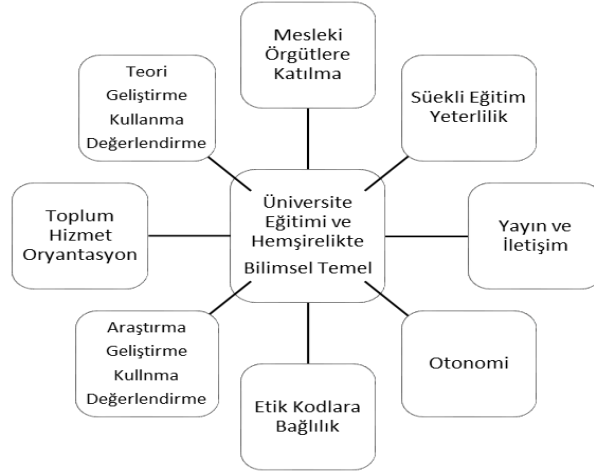 Mesleki
Örgütlere
Katılma
Teori
Geliştirme
Kullanma
Değerlendirme
Süekli Eğitim
Yeterlilik
Toplum
Hizmet
Oryantasyon
Üniversite
Eğitimi ve
Hemşirelikte
Bilimsel Temel
Yayın ve
İletişim
Araştırma
Geliştirme
Kullnma
Değerlendirme
Etik Kodlara
Bağlılık
Otonomi